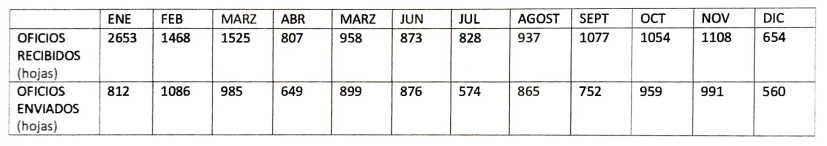 ENE FEB MARZ ABR MARZ JUN JUL AGOST SEPT OCT NOV DIC
OFICIOS 2653 1468 1525 807 958 873 828 937 1077 1054 1108 654
RECIBIDOS
(hojas)
OFICIOS 812 1086 985 649 899 876 574 865 752 959 991 560
ENVIADOS
(hojas)